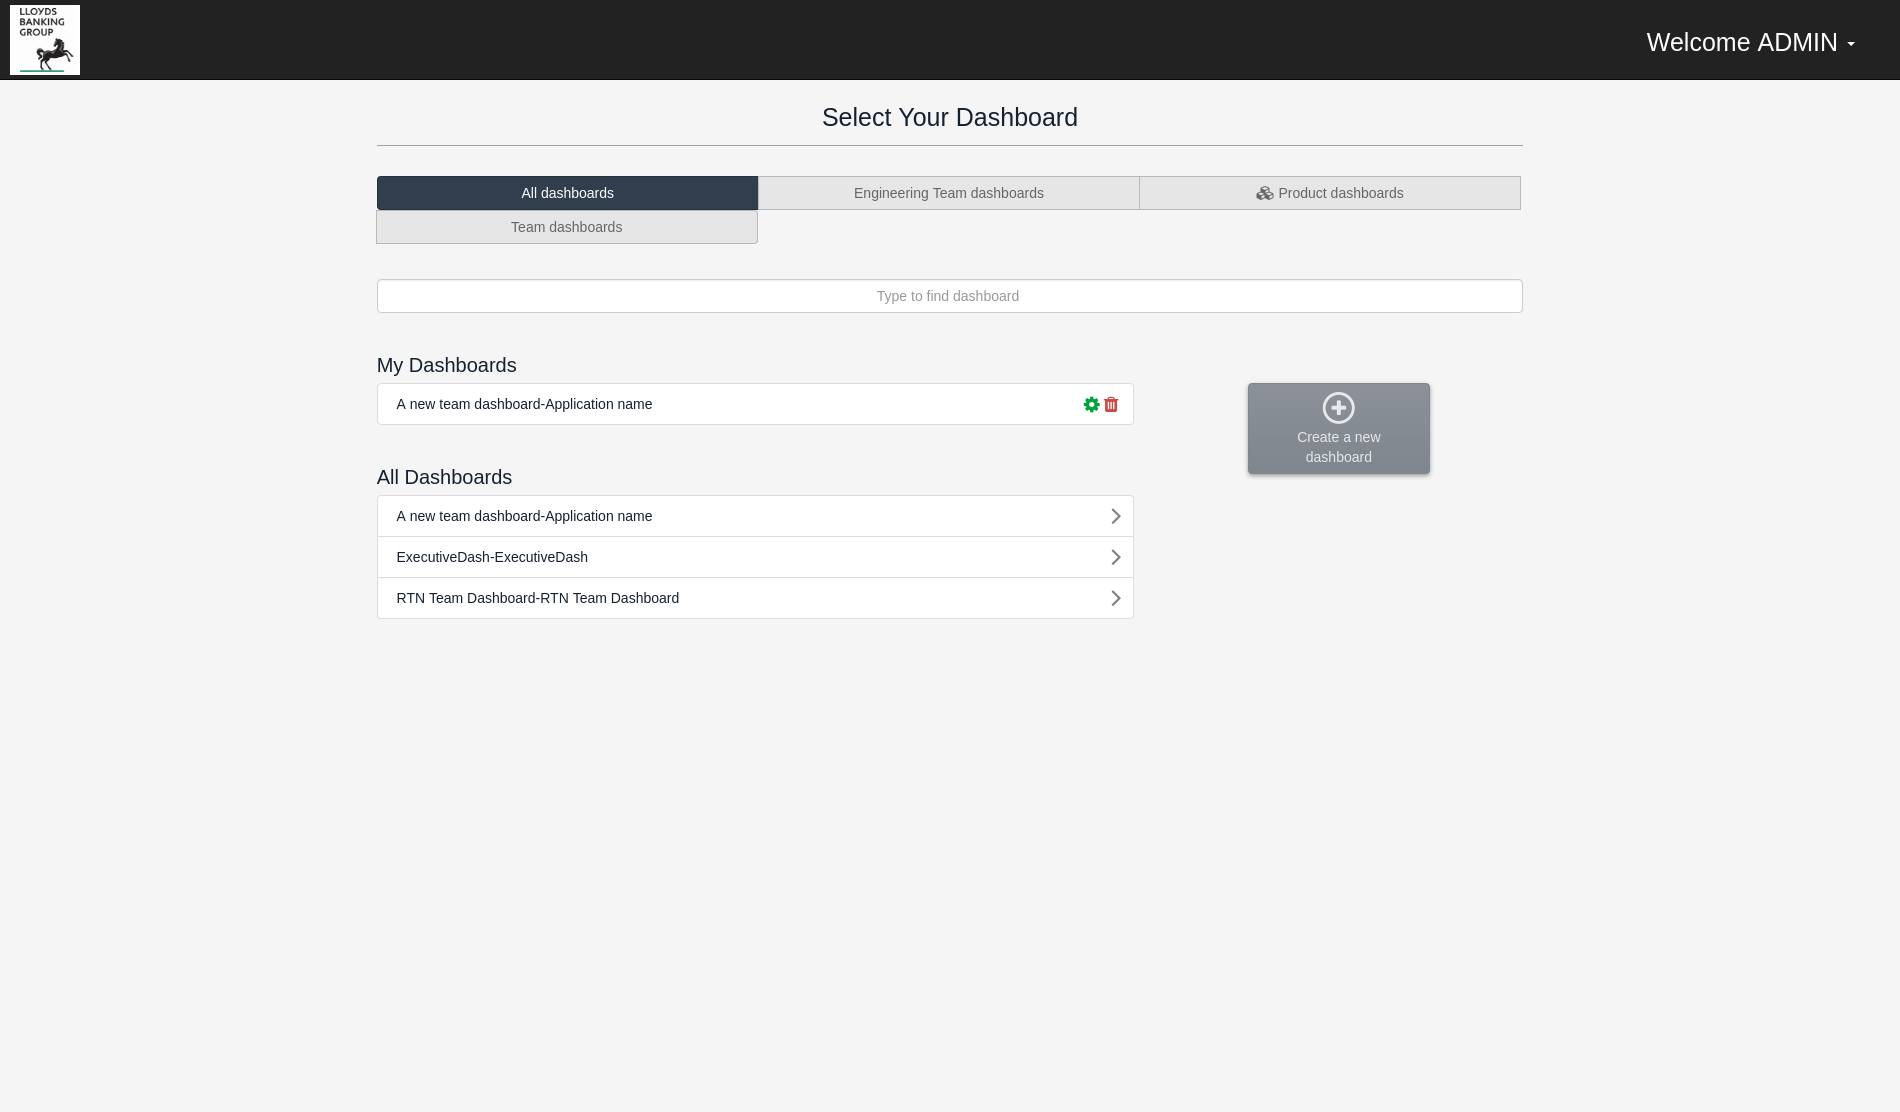 LLOYDS
BANKING
GROUP
Welcome ADMIN
Select Your Dashboard
All dashboards
Engineering Team dashboards
Product dashboards
Team dashboards
Type to find dashboard
My Dashboards
A new team dashboard-Application name
Create a new
dashboard
All Dashboards
A new team dashboard-Application name
ExecutiveDash-ExecutiveDash
RTN Team Dashboard-RTN Team Dashboard